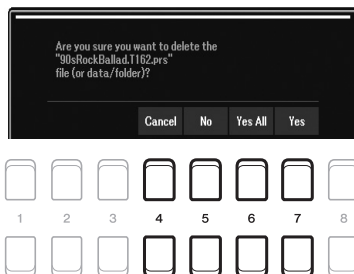 Are you sure you want to delete the
"90sRockBallad.T162.prs"
file (or data/folder)?
Cancel No Yes All Yes
1 2 3 4 5 6 7 8